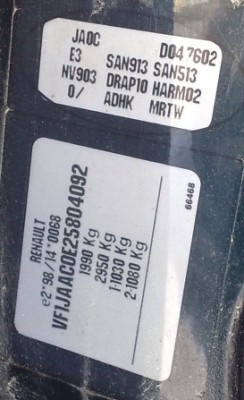 JA0C D047602
E3 SAN913 SAN513
NV903 DRAP10 HARM02
0/ ADHK MRTW
66468
RENAULT
e2*98/14*0068
VF1JAAC0E25804092
1990 Kg
2950 Kg
1-1030 Kg
2-1080 Kg